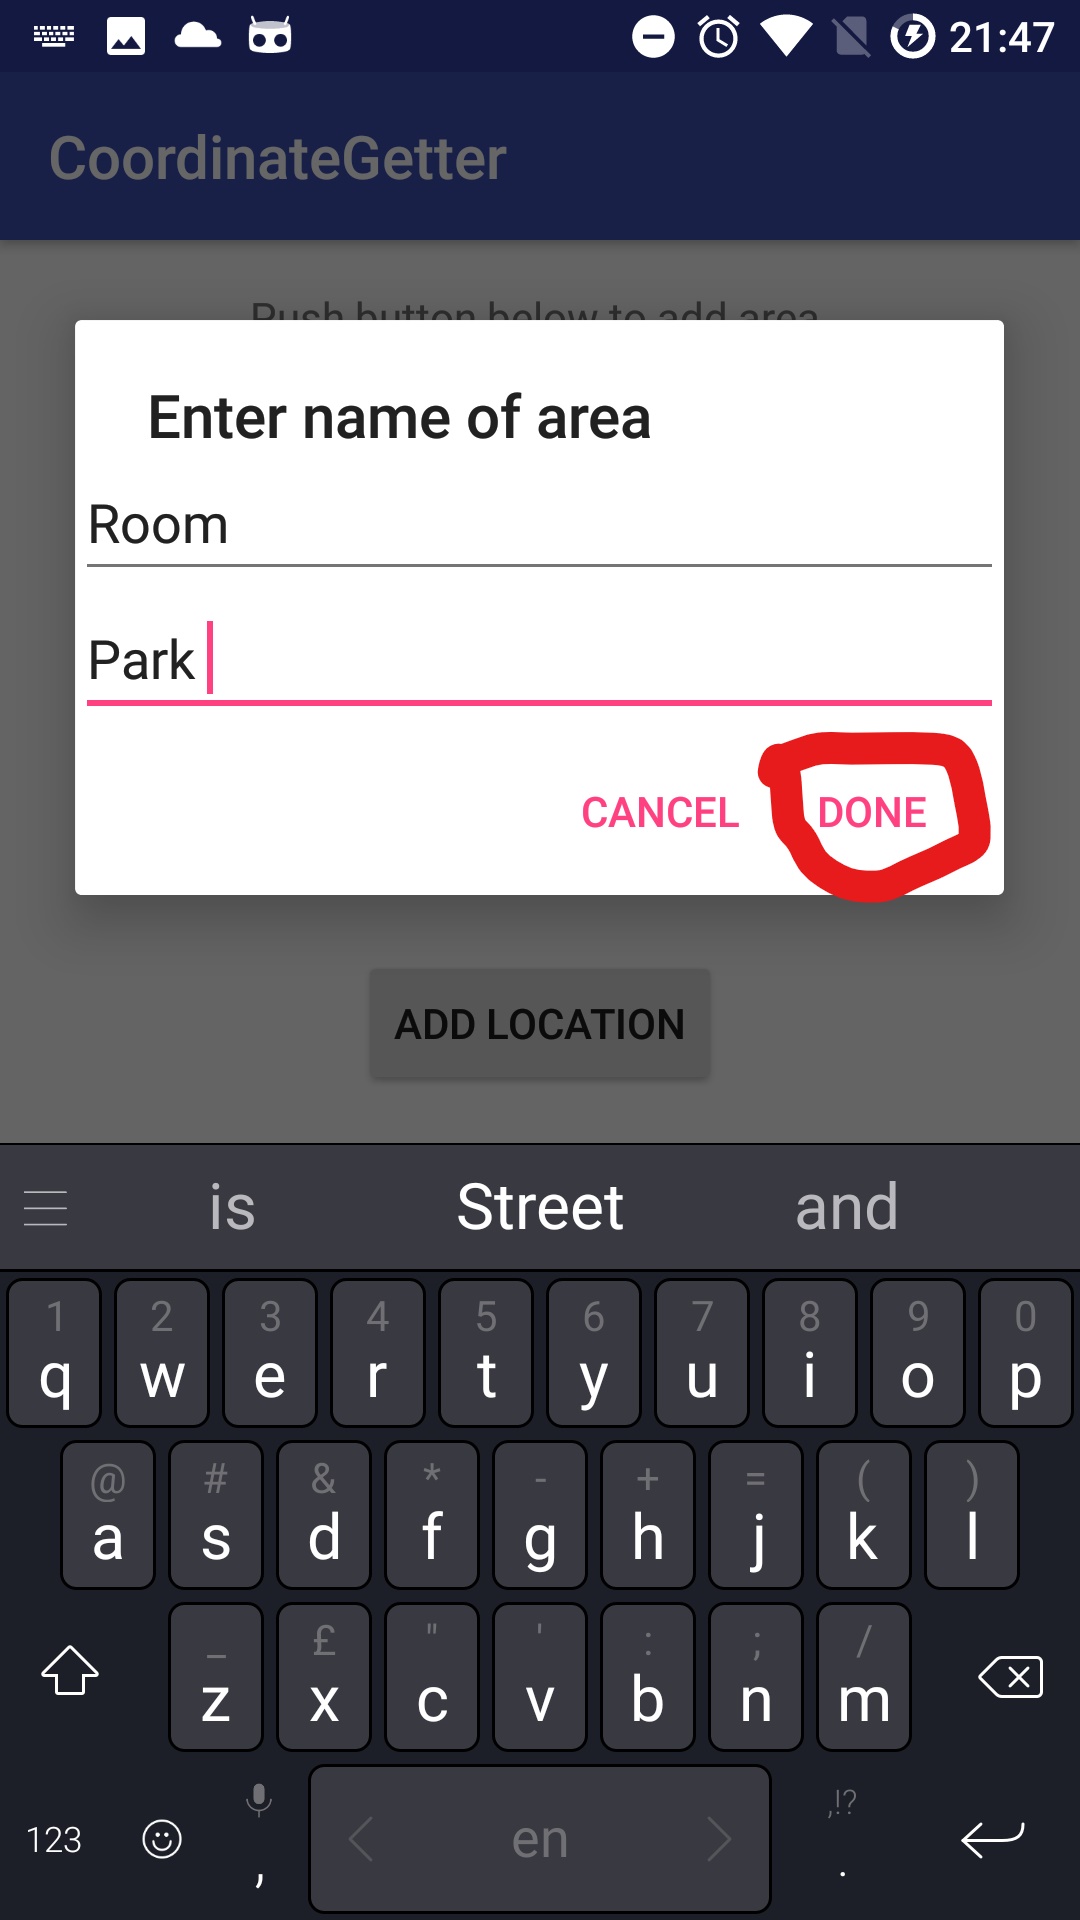 21:47
CoordinateGetter
Push button below to add area
Enter name of area
Room
Park
CANCEL DONE
ADD LOCATION
is Street and
1 2 3 4 5 6 7 8 9 0
q w e r t y u i o p
@ # & * - + = ( )
a s d f g h j k l
_ £ " ' : ; /
z x c v b n m
,!?
123 , < en > .